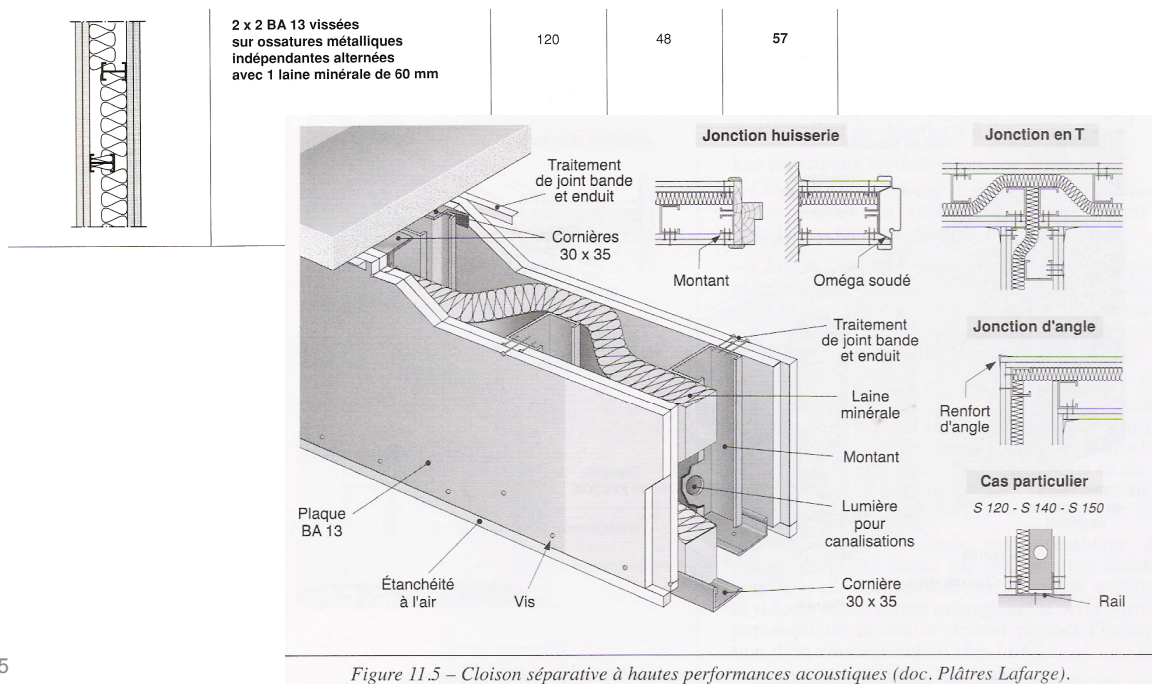 2 x 2 BA 13 vissées
sur ossatures métalliques
indépendantes alternées
avec 1 laine minérale de 60 mm
120
48
57
Jonction huisserie
Jonction en T
Traitement
de joint bande
et enduit
Cornières
30 x 35
Montant
Oméga soudé
Traitement
de joint bande
et enduit
Jonction d'angle
Laine
minérale
Renfort
d'angle
Montant
Cas particulier
S 120 - S 140 - S 150
Plaque
BA 13
Lumière
pour
canalisations
Étanchéité
à l'air
Vis
Cornière
30 x 35
Rail
5
Figure 11.5 – Cloison séparative à hautes performances acoustiques (doc. Plâtres Lafarge).